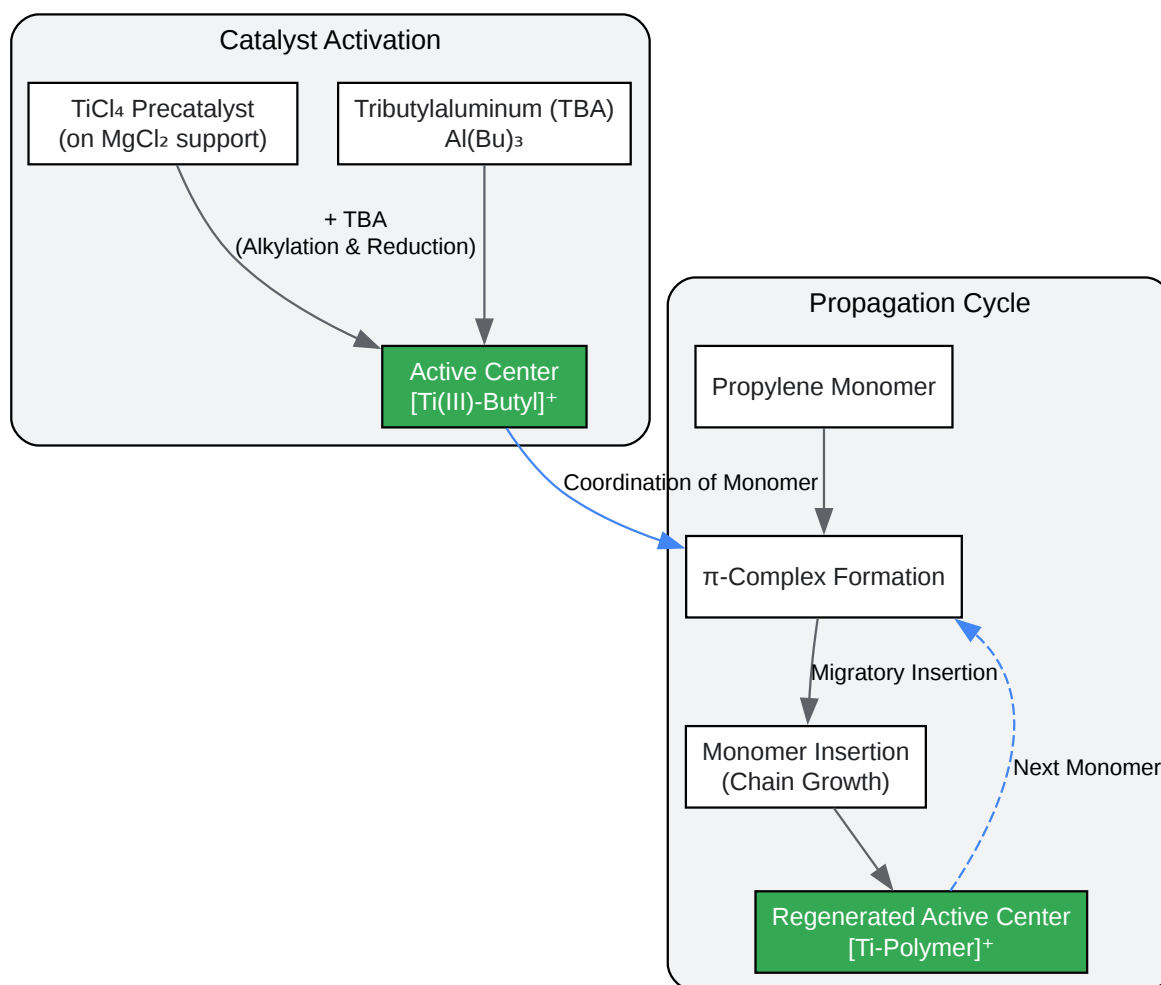 Catalyst Activation
TiCl₄ Precatalyst
(on MgCl₂ support)
Tributylaluminum (TBA)
Al(Bu)₃
+ TBA
(Alkylation & Reduction)
Active Center
[Ti(III)-Butyl]⁺
Coordination of Monomer
Propagation Cycle
Propylene Monomer
π-Complex Formation
Migratory Insertion
Monomer Insertion
(Chain Growth)
Next Monomer
Regenerated Active Center
[Ti-Polymer]⁺